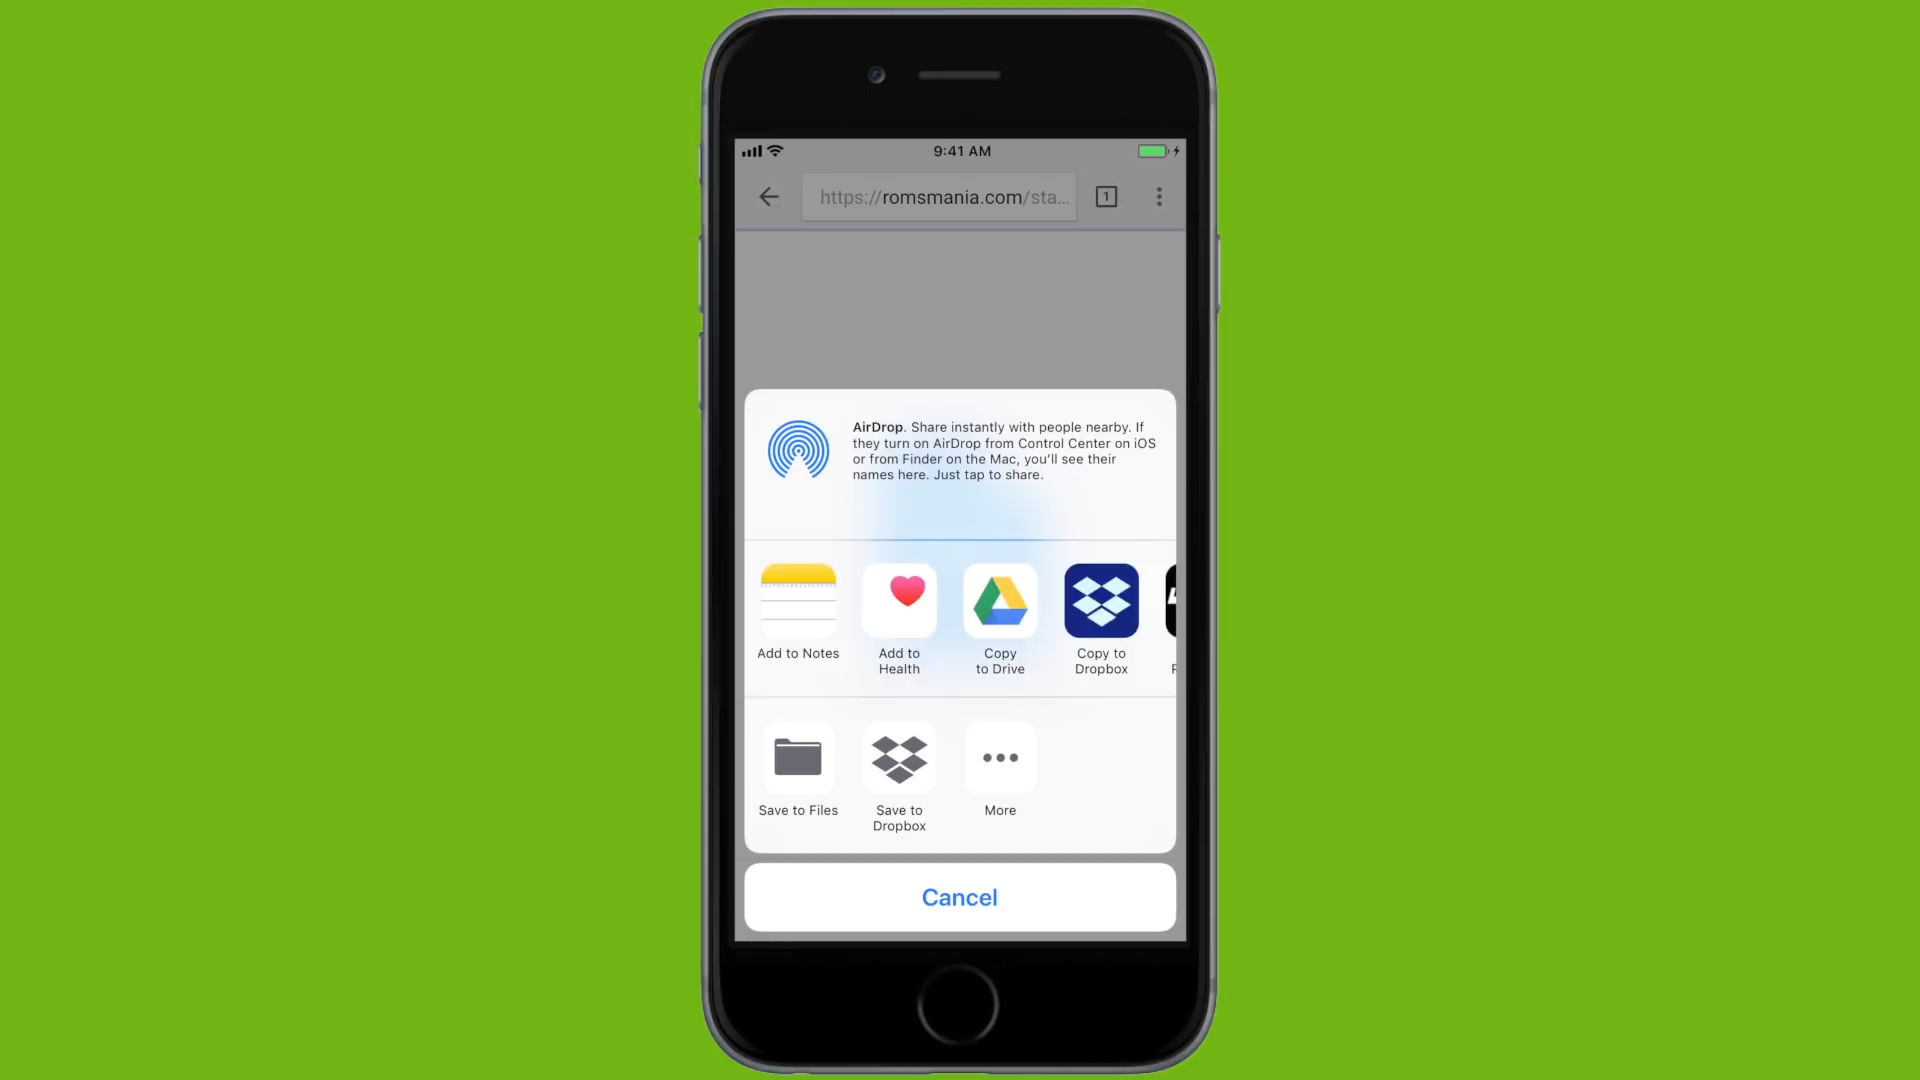 9:41 AM
https://romsmania.com/sta...
1
AirDrop. Share instantly with people nearby. If
they turn on AirDrop from Control Center on iOS
or from Finder on the Mac, you'll see their
names here. Just tap to share.
Add to Notes
Add to
Health
Copy
to Drive
Copy to
Dropbox
Save to Files
Save to
Dropbox
More
Cancel